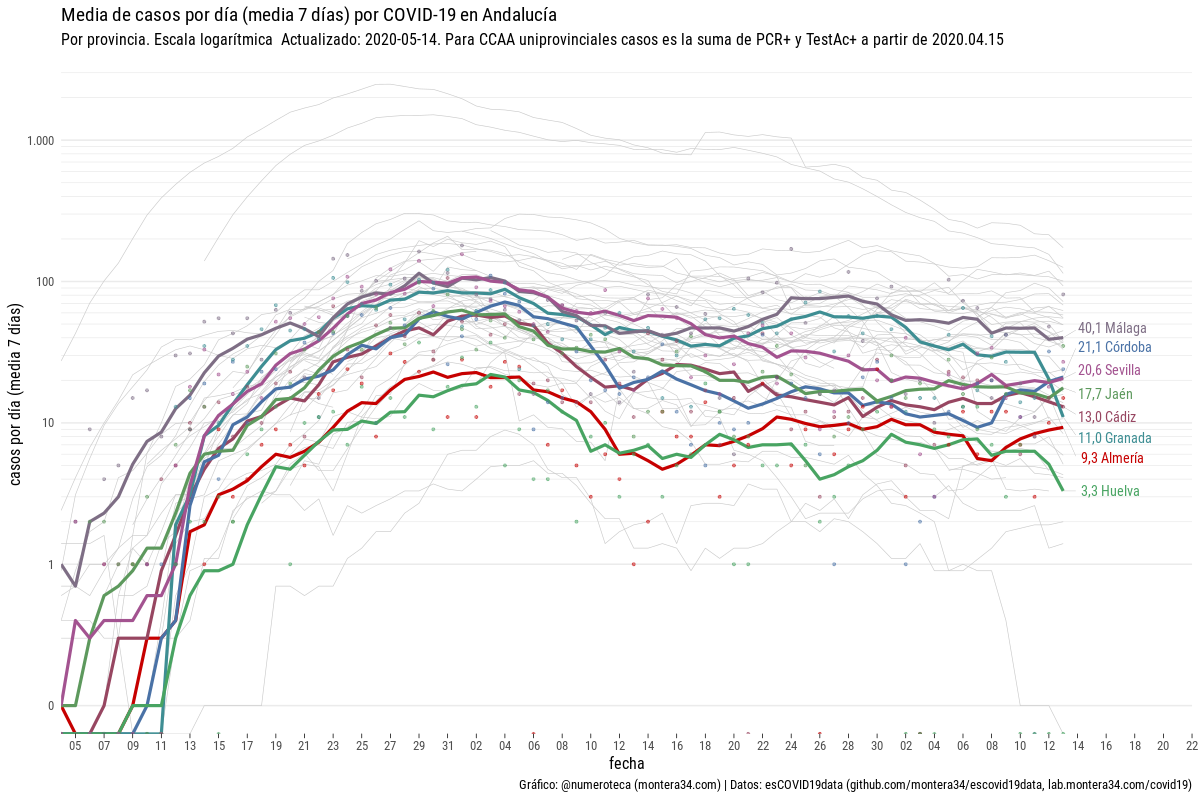 Media de casos por día (media 7 días) por COVID-19 en Andalucía
Por provincia. Escala logarítmica  Actualizado: 2020-05-14. Para CCAA uniprovinciales casos es la suma de PCR+ y TestAc+ a partir de 2020.04.15
casos por día (media 7 días)
1.000
100
10
1
0
40,1 Málaga
21,1 Córdoba
20,6 Sevilla
17,7 Jaén
13,0 Cádiz
11,0 Granada
9,3 Almería
3,3 Huelva
05 07 09 11 13 15 17 19 21 23 25 27 29 31 02 04 06 08 10 12 14 16 18 20 22 24 26 28 30 02 04 06 08 10 12 14 16 18 20 22
fecha
Gráfico: @numeroteca (montera34.com) | Datos: esCOVID19data (github.com/montera34/escovid19data, lab.montera34.com/covid19)